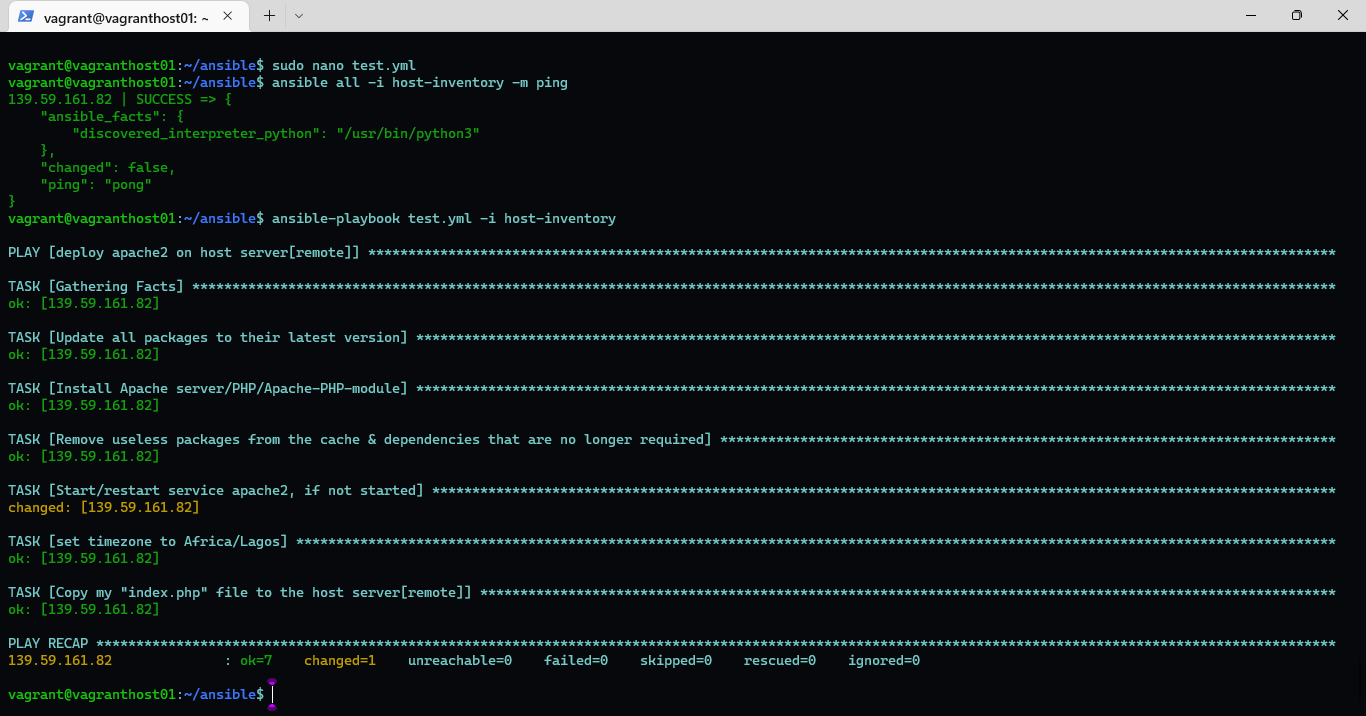 vagrant@vagranthost01: ~
vagrant@vagranthost01:~/ansible$ sudo nano test.yml
vagrant@vagranthost01:~/ansible$ ansible all -i host-inventory -m ping
139.59.161.82 | SUCCESS => {
    "ansible_facts": {
        "discovered_interpreter_python": "/usr/bin/python3"
    },
    "changed": false,
    "ping": "pong"
}
vagrant@vagranthost01:~/ansible$ ansible-playbook test.yml -i host-inventory
PLAY [deploy apache2 on host server[remote]] *************************************************************************************************************************
TASK [Gathering Facts] ***********************************************************************************************************************************************
ok: [139.59.161.82]
TASK [Update all packages to their latest version] *******************************************************************************************************************
ok: [139.59.161.82]
TASK [Install Apache server/PHP/Apache-PHP-module] *******************************************************************************************************************
ok: [139.59.161.82]
TASK [Remove useless packages from the cache & dependencies that are no longer required] *****************************************************************************
ok: [139.59.161.82]
TASK [Start/restart service apache2, if not started] *****************************************************************************************************************
changed: [139.59.161.82]
TASK [set timezone to Africa/Lagos] **********************************************************************************************************************************
ok: [139.59.161.82]
TASK [Copy my "index.php" file to the host server[remote]] ***********************************************************************************************************
ok: [139.59.161.82]
PLAY RECAP ***********************************************************************************************************************************************************
139.59.161.82              : ok=7    changed=1    unreachable=0    failed=0    skipped=0    rescued=0    ignored=0
vagrant@vagranthost01:~/ansible$